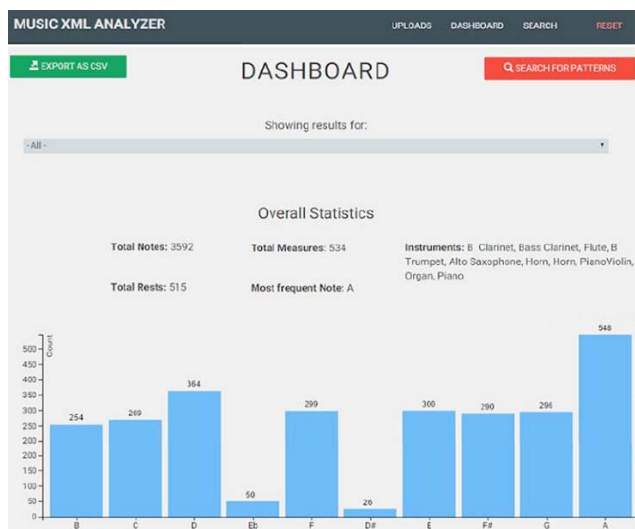 MUSIC XML ANALYZER
UPLOADS DASHBOARD SEARCH RESET
EXPORT AS CSV
DASHBOARD
SEARCH FOR PATTERNS
Showing results for:
- All -
Overall Statistics
Total Notes: 3592
Total Measures: 534
Instruments: B Clarinet, Bass Clarinet, Flute, B
Trumpet, Alto Saxophone, Horn, Horn, PianoViolin,
Organ, Piano
Total Rests: 515
Most frequent Note: A
Count
500
450
400
350
300
250
200
150
100
50
0
254 269 364 50 299 26 300 290 296 548
B C D Eb F D# E F# G A